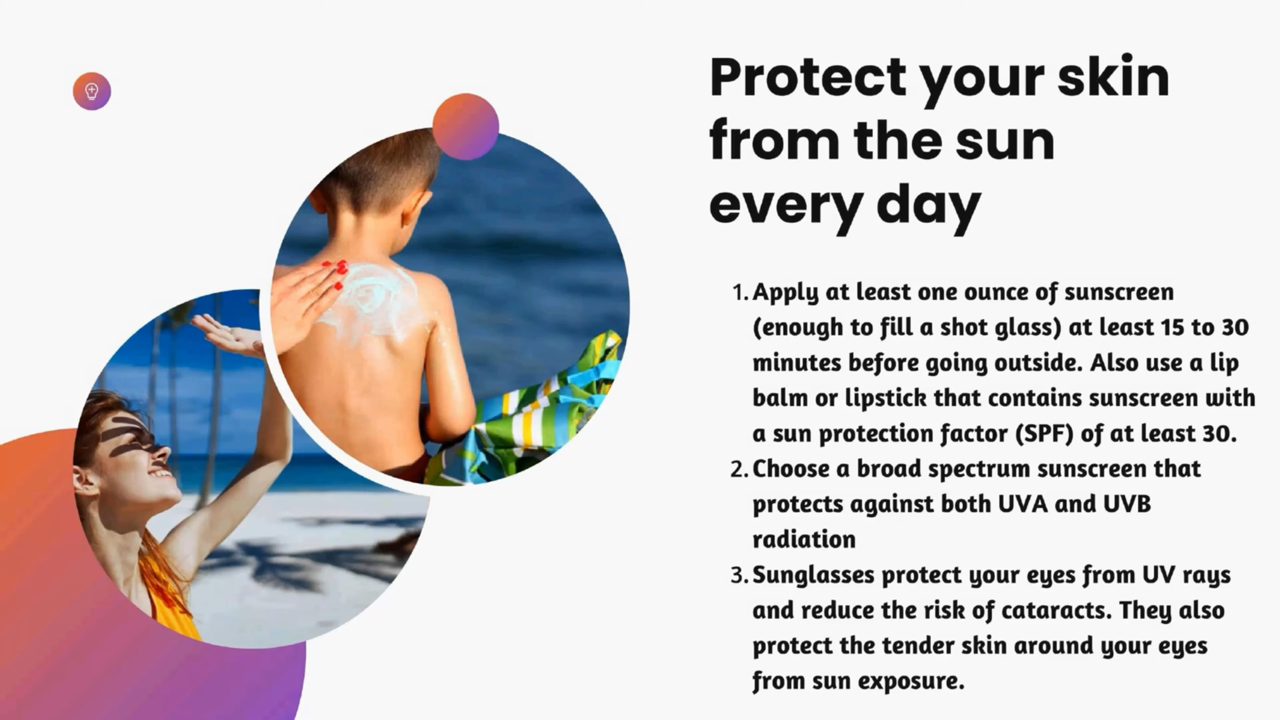 Protect your skin
from the sun
every day
1. Apply at least one ounce of sunscreen
(enough to fill a shot glass) at least 15 to 30
minutes before going outside. Also use a lip
balm or lipstick that contains sunscreen with
a sun protection factor (SPF) of at least 30.
2. Choose a broad spectrum sunscreen that
protects against both UVA and UVB
radiation
3. Sunglasses protect your eyes from UV rays
and reduce the risk of cataracts. They also
protect the tender skin around your eyes
from sun exposure.